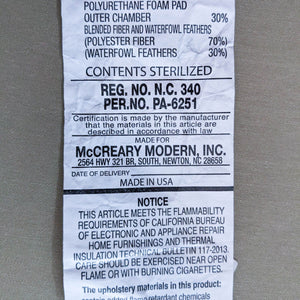 POLYURETHANE FOAM PAD
OUTER CHAMBER 30%
BLENDED FIBER AND WATERFOWL FEATHERS
(POLYESTER FIBER 70%)
(WATERFOWL FEATHERS 30%)
CONTENTS STERILIZED
REG. NO. N.C. 340
PER.NO. PA-6251
Certification is made by the manufacturer
that the materials in this article are
described in accordance with law
MADE FOR
McCREARY MODERN, INC.
2564 HWY 321 BR, SOUTH, NEWTON, NC 28658
DATE OF DELIVERY
MADE IN USA
NOTICE
THIS ARTICLE MEETS THE FLAMMABILITY
REQUIREMENTS OF CALIFORNIA BUREAU
OF ELECTRONIC AND APPLIANCE REPAIR
HOME FURNISHINGS AND THERMAL
INSULATION TECHNICAL BULLETIN 117-2013.
CARE SHOULD BE EXERCISED NEAR OPEN
FLAME OR WITH BURNING CIGARETTES.
The upholstery materials in this product:
contain added flame retardant chemicals